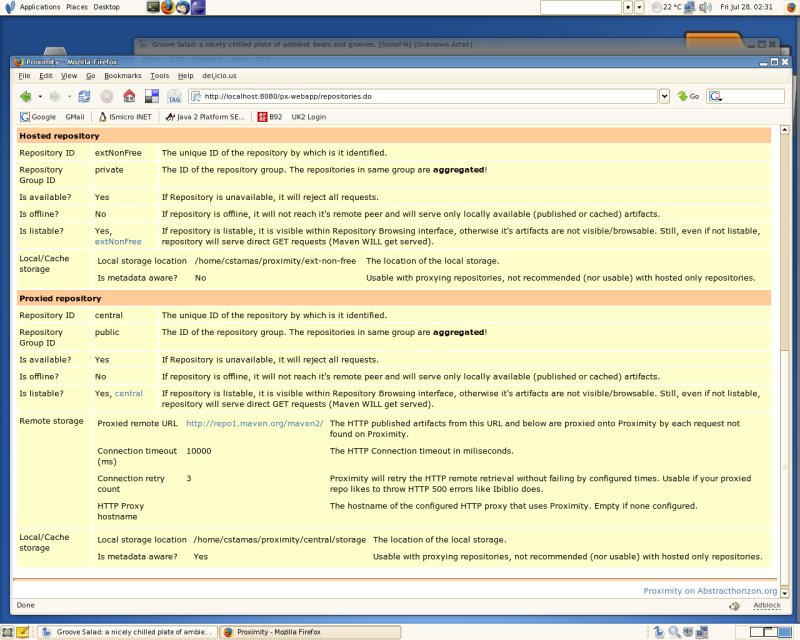 Applications Places Desktop
22 °C
Fri Jul 28, 02:31
Groove Salad: a nicely chilled plate of ambient beats and grooves. [SomaFM] (Unknown Artist)
Proximity - Mozilla Firefox
File Edit View Go Bookmarks Tools Help del.icio.us
TAG
http://localhost:8080/px-webapp/repositories.do
Go
G
Google GMail ISmicro INET Java 2 Platform SE... B92 UK2 Login
Hosted repository
Repository ID extNonFree The unique ID of the repository by which is it identified.
Repository private The ID of the repository group. The repositories in same group are aggregated!
Group ID
Is available? Yes If Repository is unavailable, it will reject all requests.
Is offline? No If repository is offline, it will not reach it's remote peer and will serve only locally available (published or cached) artifacts.
Is listable? Yes, If repository is listable, it is visible within Repository Browsing interface, otherwise it's artifacts are not visible/browsable. Still, even if not listable,
extNonFree repository will serve direct GET requests (Maven WILL get served).
Local/Cache Local storage location /home/cstamas/proximity/ext-non-free The location of the local storage.
storage
Is metadata aware? No Usable with proxying repositories, not recommended (nor usable) with hosted only repositories.
Proxied repository
Repository ID central The unique ID of the repository by which is it identified.
Repository public The ID of the repository group. The repositories in same group are aggregated!
Group ID
Is available? Yes If Repository is unavailable, it will reject all requests.
Is offline? No If repository is offline, it will not reach it's remote peer and will serve only locally available (published or cached) artifacts.
Is listable? Yes, central If repository is listable, it is visible within Repository Browsing interface, otherwise it's artifacts are not visible/browsable. Still, even if not listable,
repository will serve direct GET requests (Maven WILL get served).
Remote storage Proxied remote URL http://repo1.maven.org/maven2/ The HTTP published artifacts from this URL and below are proxied onto Proximity by each request not
found on Proximity.
Connection timeout 10000 The HTTP Connection timeout in miliseconds.
(ms)
Connection retry 3 Proximity will retry the HTTP remote retrieval without failing by configured times. Usable if your proxied
count repo likes to throw HTTP 500 errors like Ibiblio does.
HTTP Proxy The hostname of the configured HTTP proxy that uses Proximity. Empty if none configured.
hostname
Local/Cache Local storage location /home/cstamas/proximity/central/storage The location of the local storage.
storage
Is metadata aware? Yes Usable with proxying repositories, not recommended (nor usable) with hosted only repositories.
Proximity on Abstracthorizon.org
Done Adblock
Groove Salad: a nicely chilled plate of ambie... Proximity - Mozilla Firefox